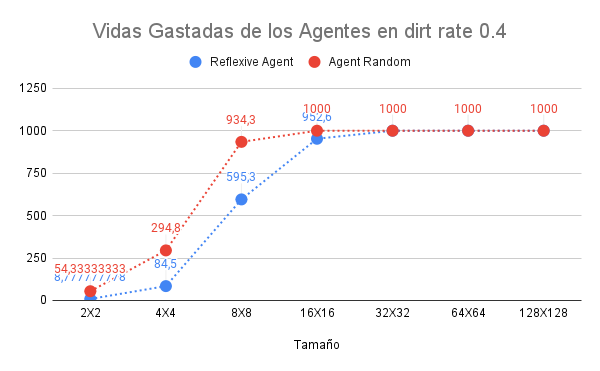 Vidas Gastadas de los Agentes en dirt rate 0.4
Reflexive Agent
Agent Random
1250
1000
750
500
250
0
54,33333333
8,777777778
294,8
84,5
934,3
595,3
1000
952,6
1000
1000
1000
2X2
4X4
8X8
16X16
32X32
64X64
128X128
Tamaño